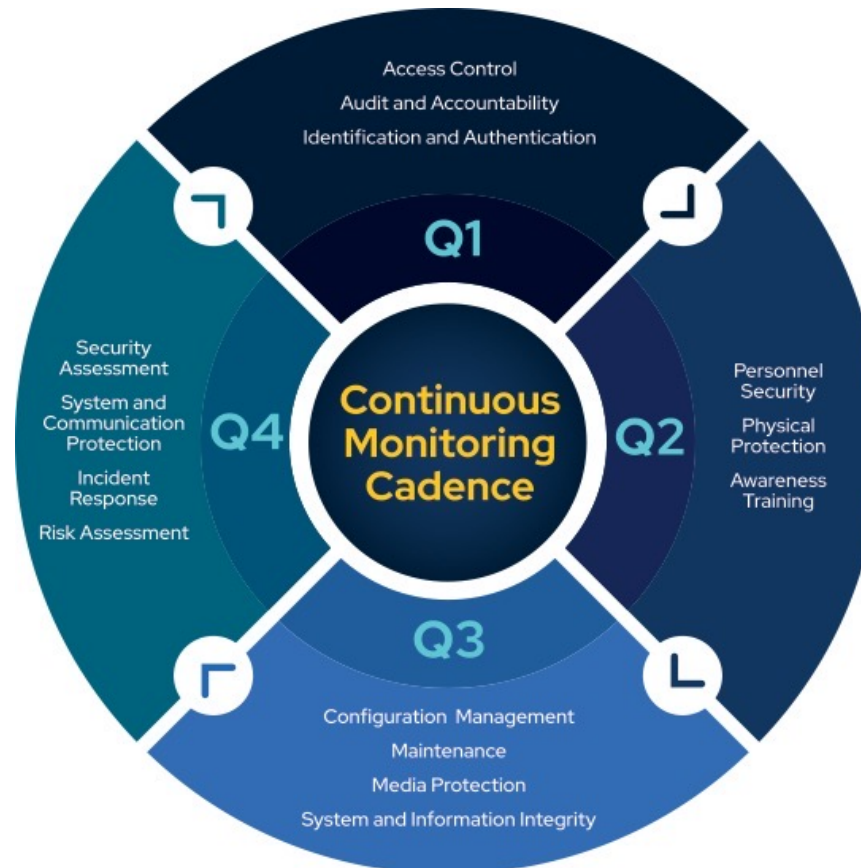 Access Control
Audit and Accountability
Identification and Authentication
Q1
Personnel
Security
Physical
Protection
Awareness
Training
Q2
Continuous
Monitoring
Cadence
Q3
Configuration Management
Maintenance
Media Protection
System and Information Integrity
Q4
Security
Assessment
System and
Communication
Protection
Incident
Response
Risk Assessment